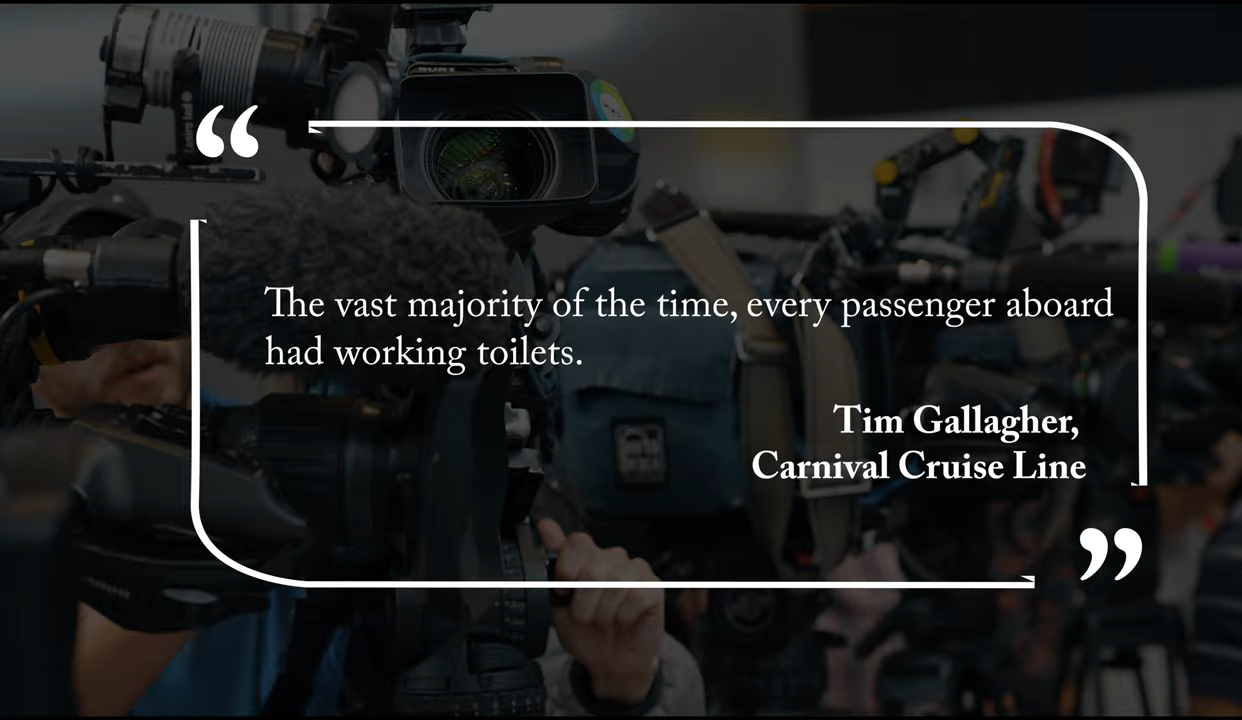 “
The vast majority of the time, every passenger aboard
had working toilets.
Tim Gallagher,
Carnival Cruise Line
”